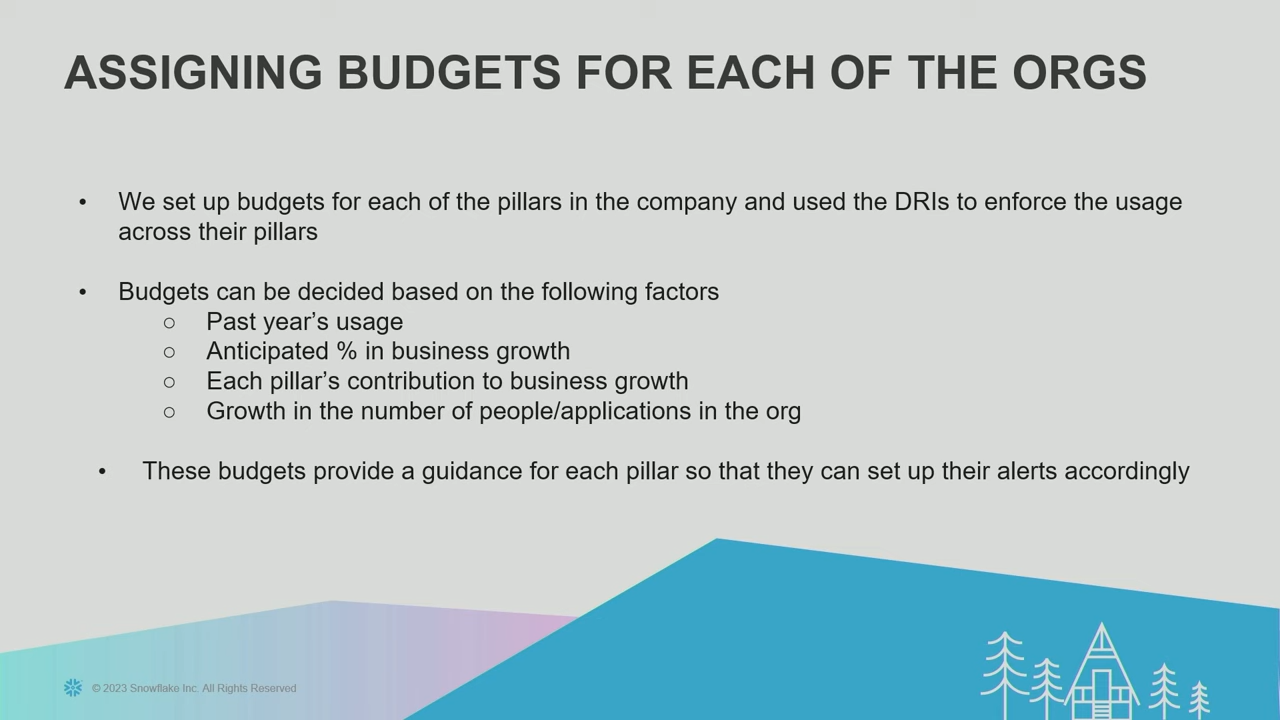 ASSIGNING BUDGETS FOR EACH OF THE ORGS
• We set up budgets for each of the pillars in the company and used the DRIs to enforce the usage
across their pillars
• Budgets can be decided based on the following factors
○ Past year’s usage
○ Anticipated % in business growth
○ Each pillar’s contribution to business growth
○ Growth in the number of people/applications in the org
• These budgets provide a guidance for each pillar so that they can set up their alerts accordingly
© 2023 Snowflake Inc. All Rights Reserved